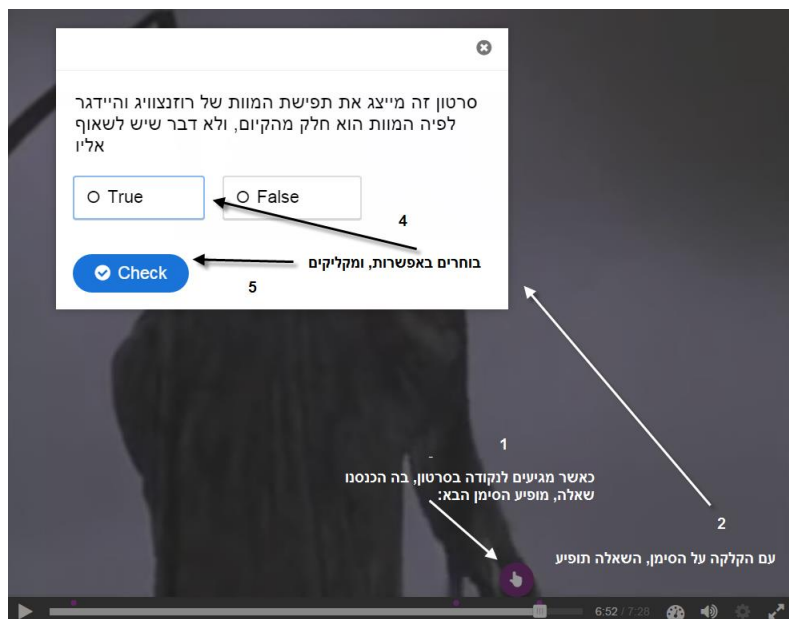 סרטון זה מייצג את תפישת המוות של רוזנצוויג והיידגר
לפיה המוות הוא חלק מהקיום, ולא דבר שיש לשאוף
אליו
True
False
4
בוחרים באפשרות, ומקליקים
Check
5
1
כאשר מגיעים לנקודה בסרטון, בה הכנסנו
שאלה, מופיע הסימן הבא:
2
עם הקלקה על הסימן, השאלה תופיע
6:52 / 7:28